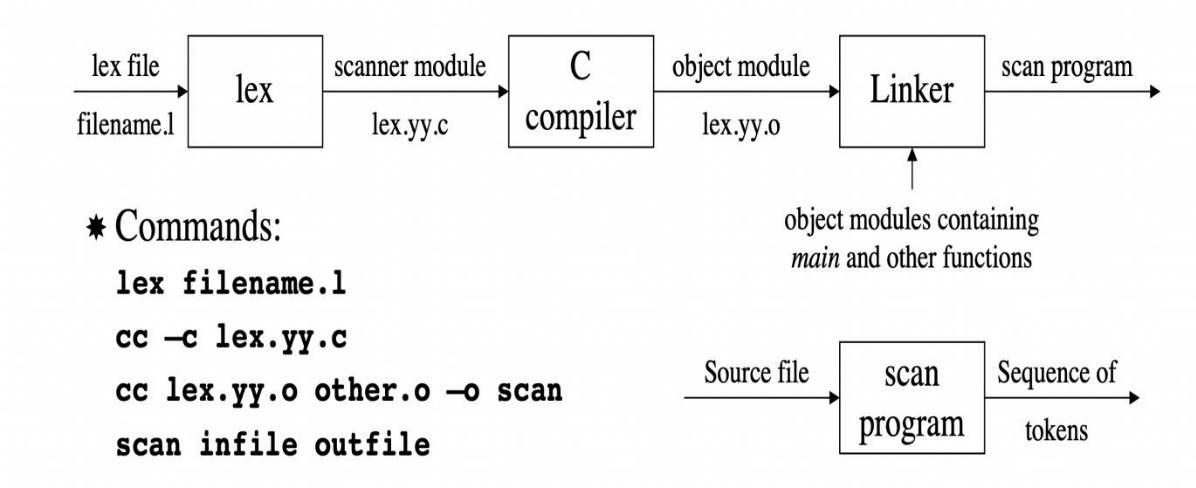 lex file
filename.l
lex
scanner module
lex.yy.c
C
compiler
object module
lex.yy.o
Linker
scan program
object modules containing
main and other functions
✷ Commands:
lex filename.l
cc –c lex.yy.c
cc lex.yy.o other.o –o scan
scan infile outfile
Source file
scan
program
Sequence of
tokens